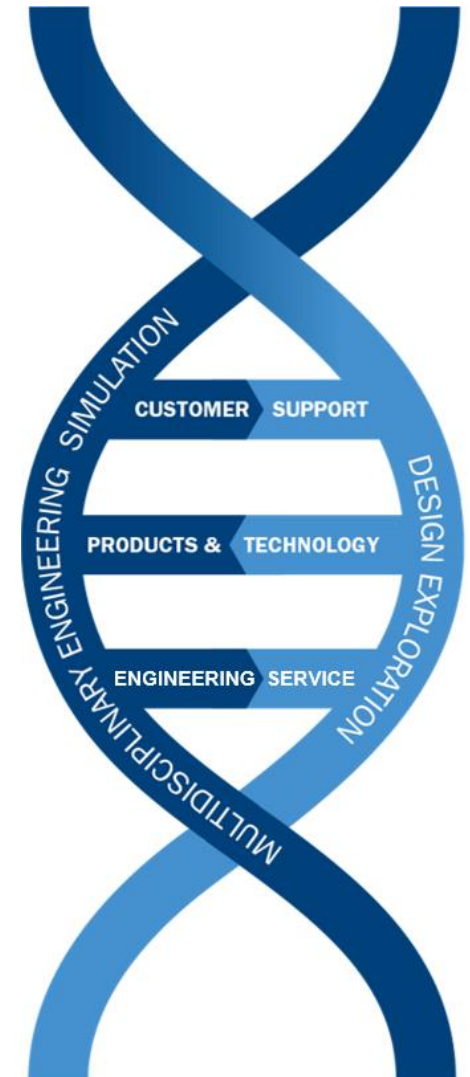 MULTIDISCIPLINARY ENGINEERING SIMULATION
CUSTOMER SUPPORT
PRODUCTS & TECHNOLOGY
ENGINEERING SERVICE
DESIGN EXPLORATION